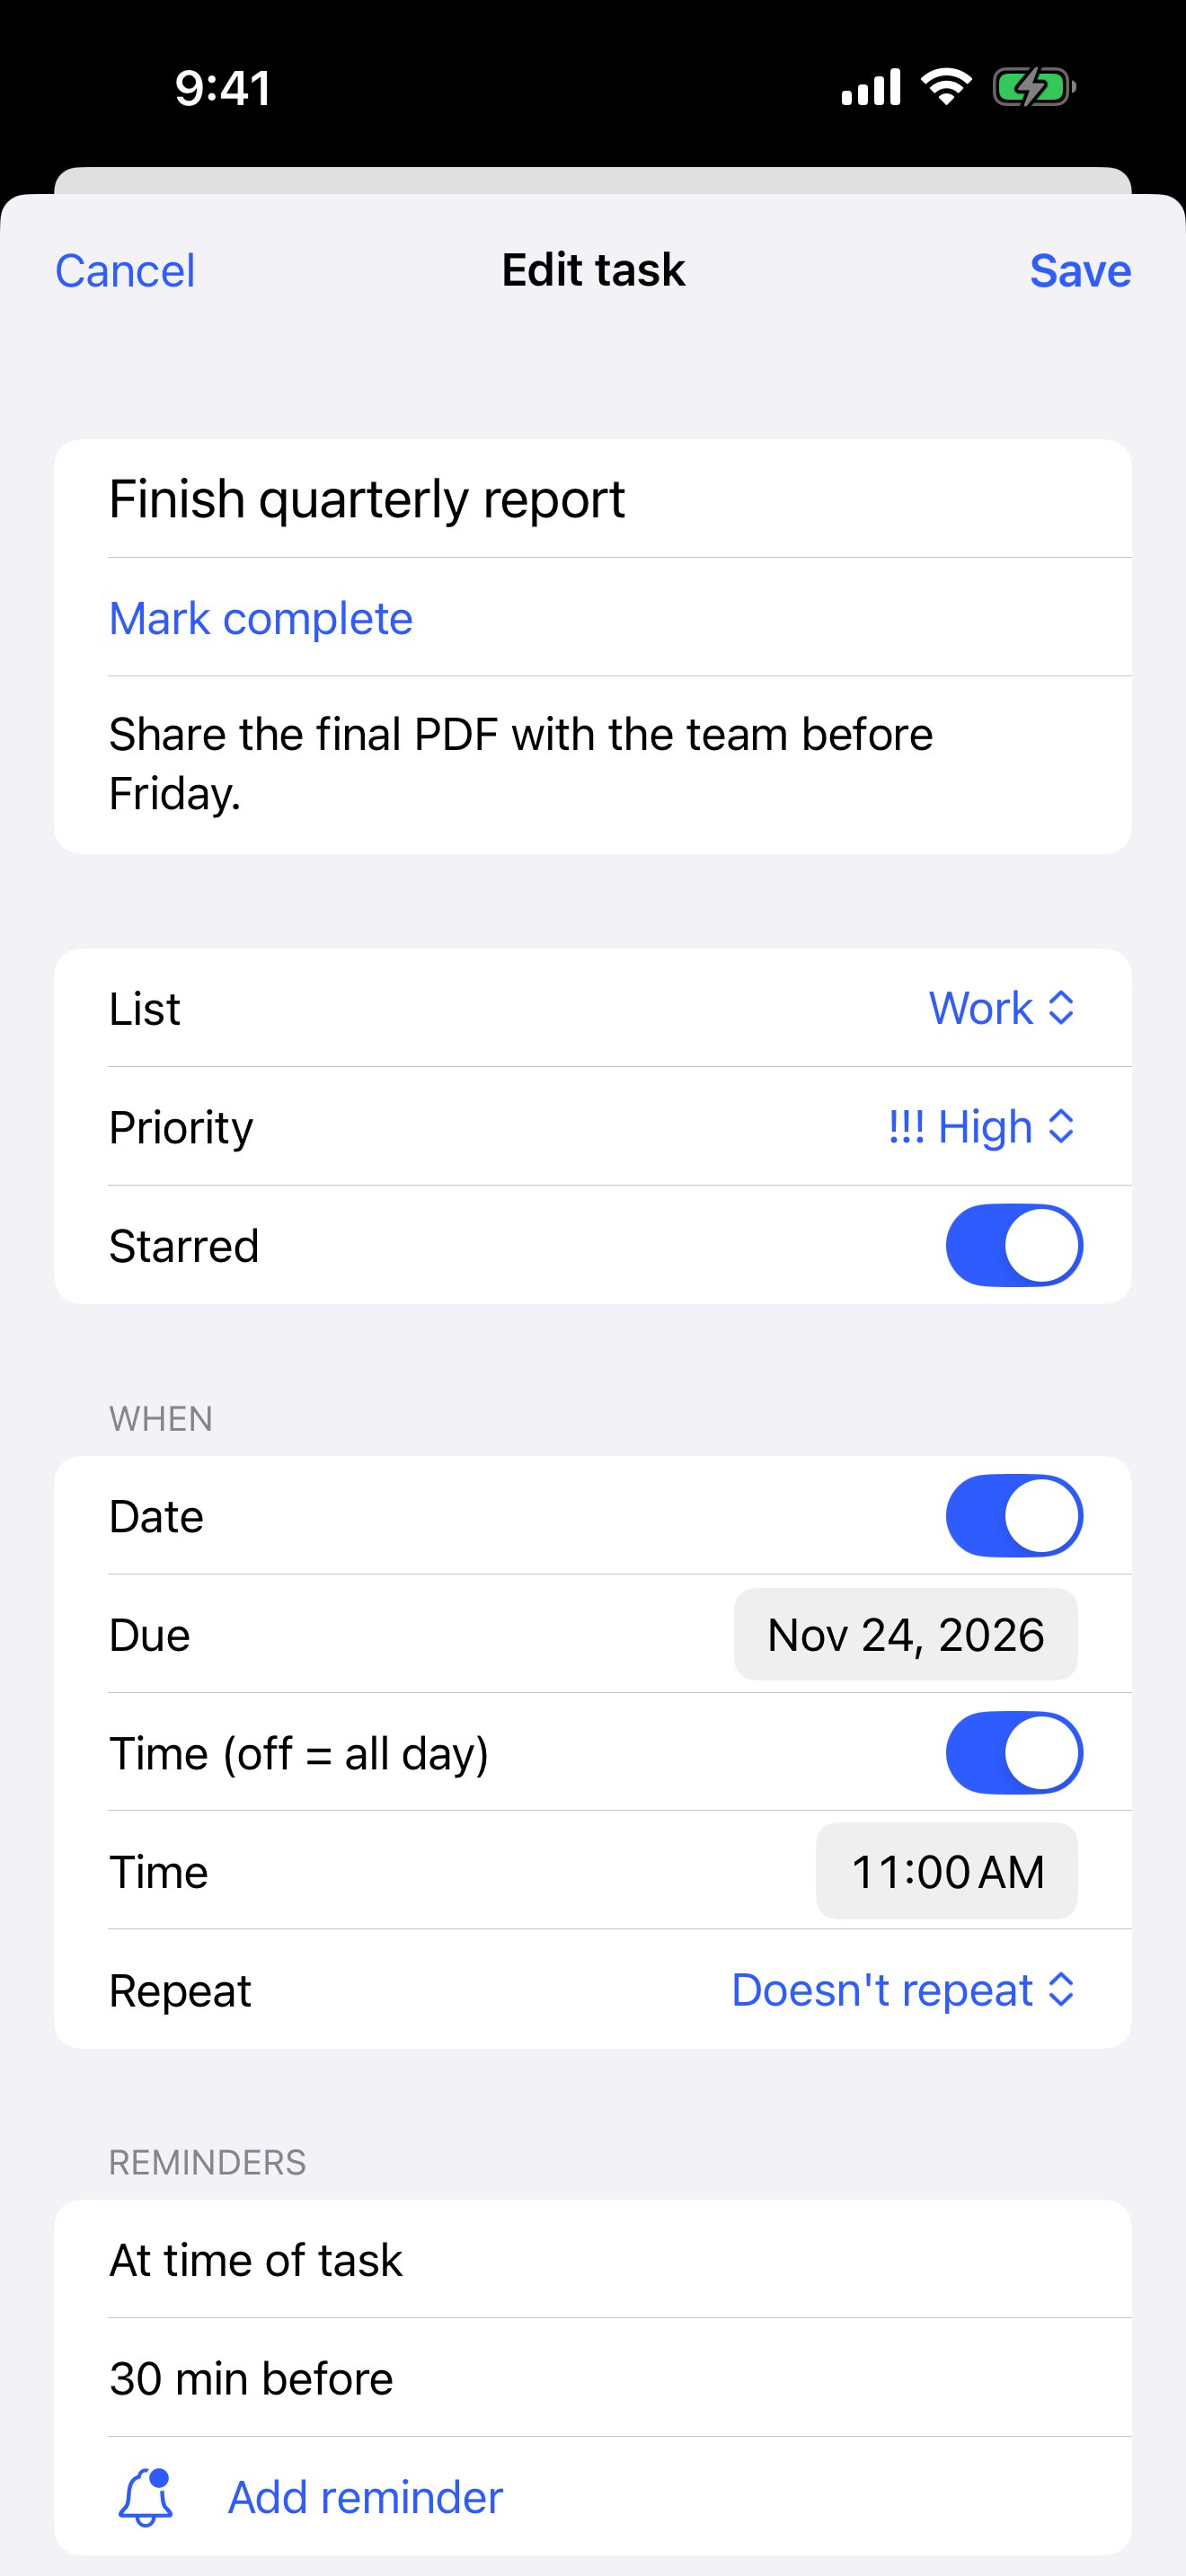 9:41
Cancel
Edit task
Save
Finish quarterly report
Mark complete
Share the final PDF with the team before
Friday.
List
Work
Priority
!!! High
Starred
WHEN
Date
Due
Nov 24, 2026
Time (off = all day)
Time
11:00 AM
Repeat
Doesn't repeat
REMINDERS
At time of task
30 min before
Add reminder